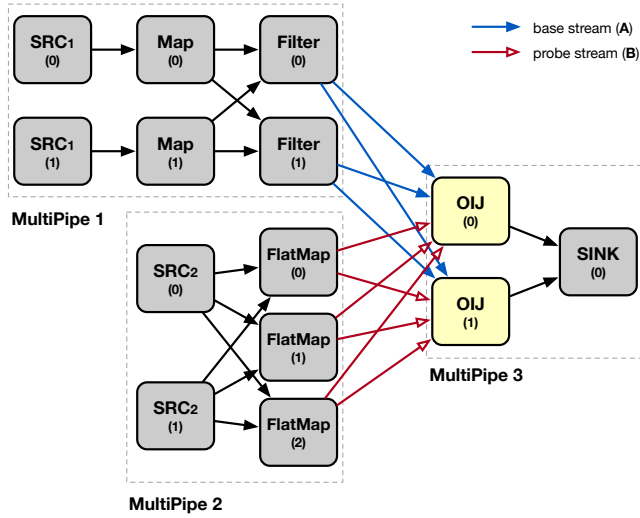 SRC1
(0)
Map
(0)
Filter
(0)
base stream (A)
probe stream (B)
SRC1
(1)
Map
(1)
Filter
(1)
MultiPipe 1
OIJ
(0)
SINK
(0)
OIJ
(1)
MultiPipe 3
SRC2
(0)
FlatMap
(0)
FlatMap
(1)
SRC2
(1)
FlatMap
(2)
MultiPipe 2